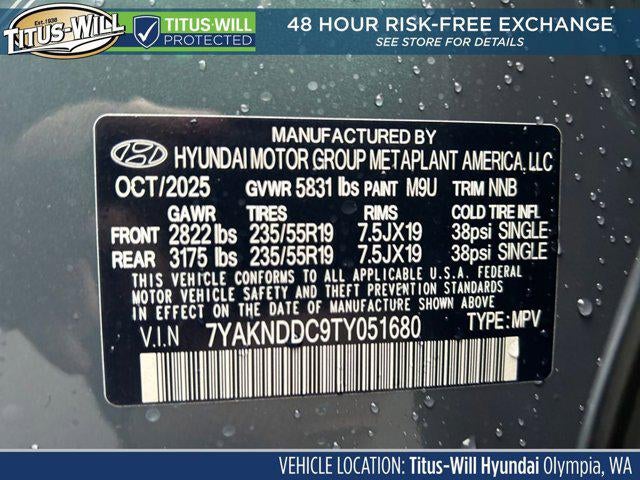 Est. 1938
TITUS-WILL
TITUS-WILL
PROTECTED
48 HOUR RISK-FREE EXCHANGE
SEE STORE FOR DETAILS
MANUFACTURED BY
HYUNDAI MOTOR GROUP METAPLANT AMERICA, LLC
OCT/2025 GVWR 5831 lbs PAINT M9U TRIM NNB
GAWR TIRES RIMS COLD TIRE INFL
FRONT 2822 lbs 235/55R19 7.5JX19 38psi SINGLE
REAR 3175 lbs 235/55R19 7.5JX19 38psi SINGLE
THIS VEHICLE CONFORMS TO ALL APPLICABLE U.S.A. FEDERAL
MOTOR VEHICLE SAFETY AND THEFT PREVENTION STANDARDS
IN EFFECT ON THE DATE OF MANUFACTURE SHOWN ABOVE.
V.I.N 7YAKNDDC9TY051680 TYPE: MPV
VEHICLE LOCATION: Titus-Will Hyundai Olympia, WA